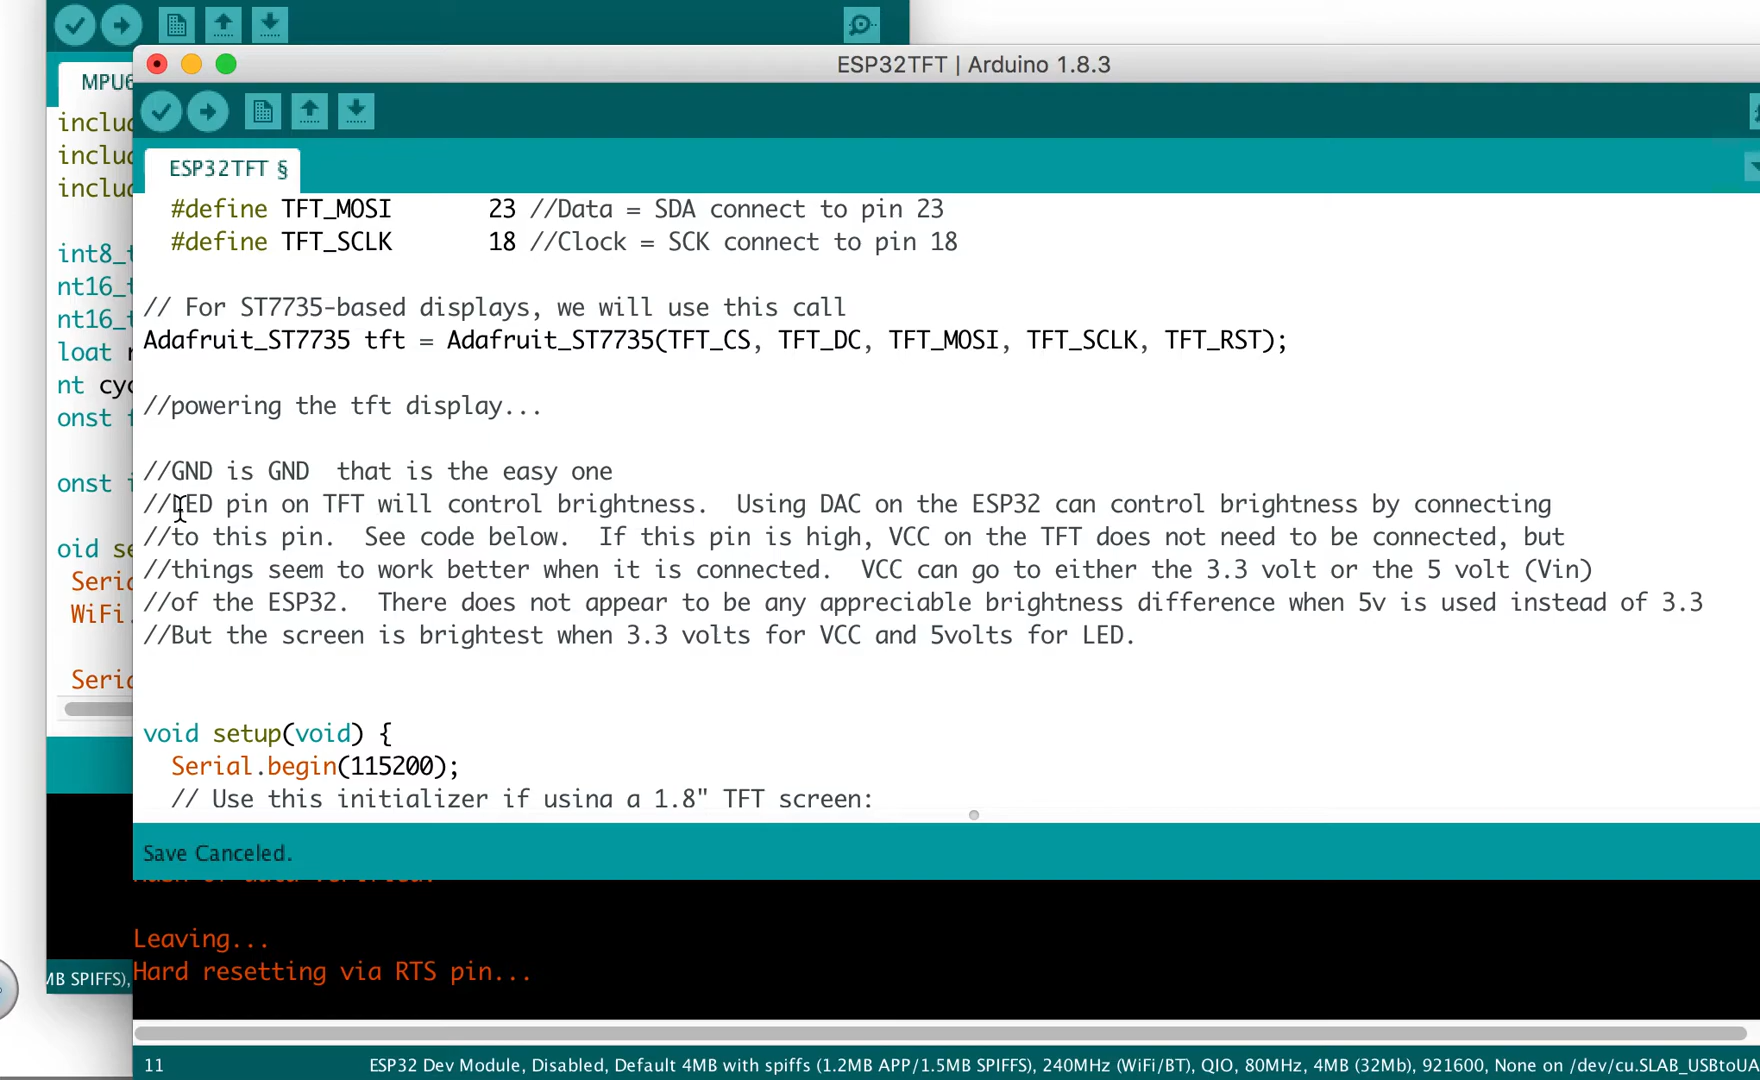 ESP32TFT | Arduino 1.8.3
MPU6
ESP32TFT §
inclu
inclu
inclu
int8_t
nt16_t
nt16_t
loat
nt cyc
onst
onst
oid se
Seria
WiFi.
Seria
#define TFT_MOSI 23 //Data = SDA connect to pin 23
#define TFT_SCLK 18 //Clock = SCK connect to pin 18
// For ST7735-based displays, we will use this call
Adafruit_ST7735 tft = Adafruit_ST7735(TFT_CS, TFT_DC, TFT_MOSI, TFT_SCLK, TFT_RST);
//powering the tft display...
//GND is GND  that is the easy one
//LED pin on TFT will control brightness.  Using DAC on the ESP32 can control brightness by connecting
//to this pin.  See code below.  If this pin is high, VCC on the TFT does not need to be connected, but
//things seem to work better when it is connected.  VCC can go to either the 3.3 volt or the 5 volt (Vin)
//of the ESP32.  There does not appear to be any appreciable brightness difference when 5v is used instead of 3.3
//But the screen is brightest when 3.3 volts for VCC and 5volts for LED.
void setup(void) {
Serial.begin(115200);
// Use this initializer if using a 1.8" TFT screen:
Save Canceled.
Leaving...
Hard resetting via RTS pin...
MB SPIFFS),
11 ESP32 Dev Module, Disabled, Default 4MB with spiffs (1.2MB APP/1.5MB SPIFFS), 240MHz (WiFi/BT), QIO, 80MHz, 4MB (32Mb), 921600, None on /dev/cu.SLAB_USBtoUA